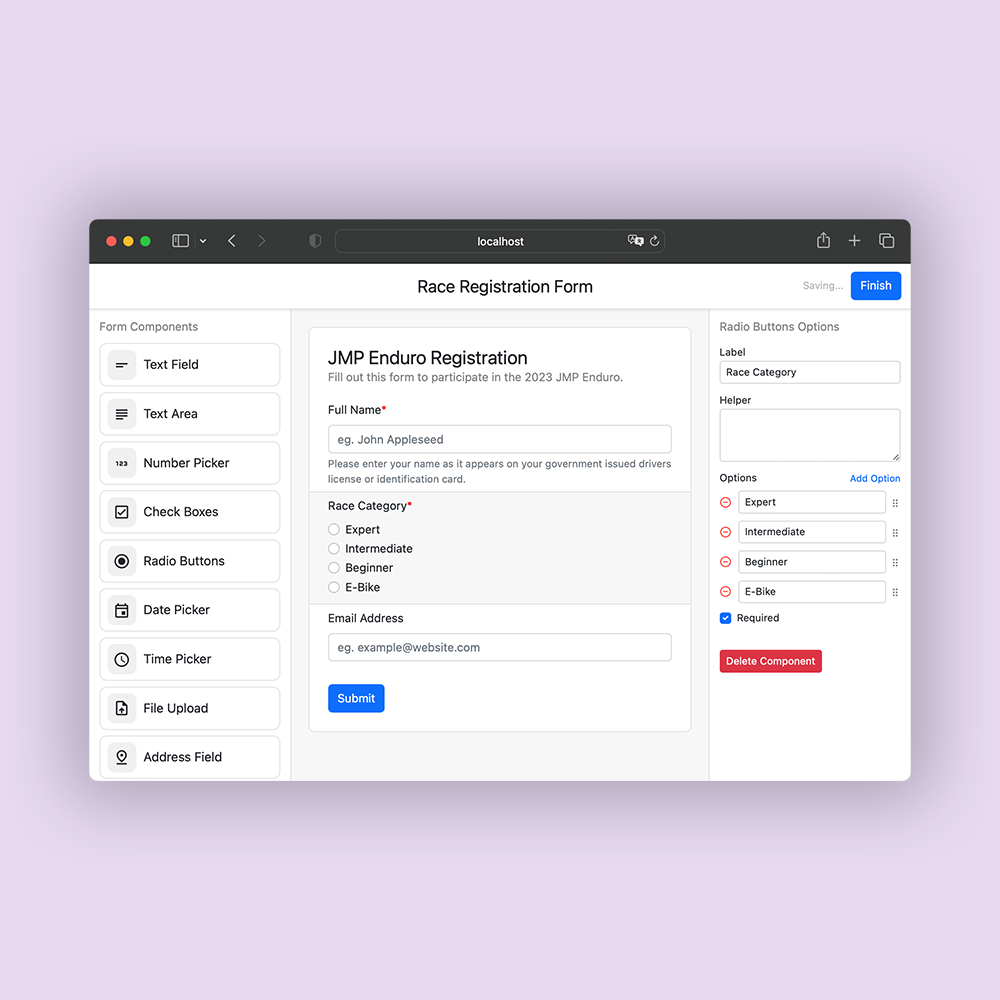 localhost
Race Registration Form
Saving...
Finish
Form Components
Text Field
Text Area
123
Number Picker
Check Boxes
Radio Buttons
Date Picker
Time Picker
File Upload
Address Field
JMP Enduro Registration
Fill out this form to participate in the 2023 JMP Enduro.
Full Name*
eg. John Appleseed
Please enter your name as it appears on your government issued drivers
license or identification card.
Race Category*
Expert
Intermediate
Beginner
E-Bike
Email Address
eg. example@website.com
Submit
Radio Buttons Options
Label
Race Category
Helper
Options
Add Option
Expert
Intermediate
Beginner
E-Bike
Required
Delete Component